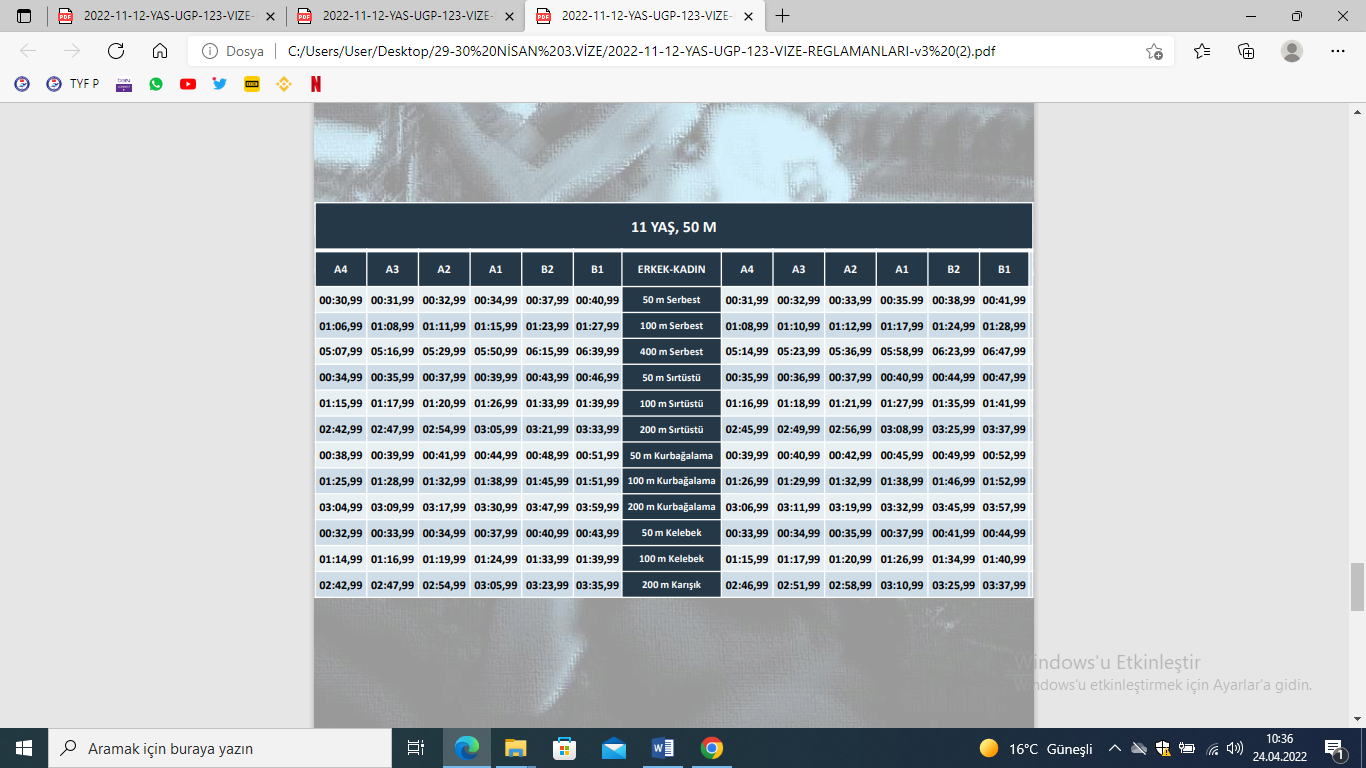 2022-11-12-YAS-UGP-123-VIZE- 2022-11-12-YAS-UGP-123-VIZE- 2022-11-12-YAS-UGP-123-VIZE-
Dosya C:/Users/User/Desktop/29-30%20NİSAN%203.VİZE/2022-11-12-YAS-UGP-123-VIZE-REGLAMANLARI-v3%20(2).pdf
TYF P
11 YAŞ, 50 M
A4 A3 A2 A1 B2 B1 ERKEK-KADIN A4 A3 A2 A1 B2 B1
00:30,99 00:31,99 00:32,99 00:34,99 00:37,99 00:40,99 50 m Serbest 00:31,99 00:32,99 00:33,99 00:35.99 00:38,99 00:41,99
01:06,99 01:08,99 01:11,99 01:15,99 01:23,99 01:27,99 100 m Serbest 01:08,99 01:10,99 01:12,99 01:17,99 01:24,99 01:28,99
05:07,99 05:16,99 05:29,99 05:50,99 06:15,99 06:39,99 400 m Serbest 05:14,99 05:23,99 05:36,99 05:58,99 06:23,99 06:47,99
00:34,99 00:35,99 00:37,99 00:39,99 00:43,99 00:46,99 50 m Sırtüstü 00:35,99 00:36,99 00:37,99 00:40,99 00:44,99 00:47,99
01:15,99 01:17,99 01:20,99 01:26,99 01:33,99 01:39,99 100 m Sırtüstü 01:16,99 01:18,99 01:21,99 01:27,99 01:35,99 01:41,99
02:42,99 02:47,99 02:54,99 03:05,99 03:21,99 03:33,99 200 m Sırtüstü 02:45,99 02:49,99 02:56,99 03:08,99 03:25,99 03:37,99
00:38,99 00:39,99 00:41,99 00:44,99 00:48,99 00:51,99 50 m Kurbağalama 00:39,99 00:40,99 00:42,99 00:45,99 00:49,99 00:52,99
01:25,99 01:28,99 01:32,99 01:38,99 01:45,99 01:51,99 100 m Kurbağalama 01:26,99 01:29,99 01:32,99 01:38,99 01:46,99 01:52,99
03:04,99 03:09,99 03:17,99 03:30,99 03:47,99 03:59,99 200 m Kurbağalama 03:06,99 03:11,99 03:19,99 03:32,99 03:45,99 03:57,99
00:32,99 00:33,99 00:34,99 00:37,99 00:40,99 00:43,99 50 m Kelebek 00:33,99 00:34,99 00:35,99 00:37,99 00:41,99 00:44,99
01:14,99 01:16,99 01:19,99 01:24,99 01:33,99 01:39,99 100 m Kelebek 01:15,99 01:17,99 01:20,99 01:26,99 01:34,99 01:40,99
02:42,99 02:47,99 02:54,99 03:05,99 03:23,99 03:35,99 200 m Karışık 02:46,99 02:51,99 02:58,99 03:10,99 03:25,99 03:37,99
Windows'u Etkinleştir
Windows'u etkinleştirmek için Ayarlar'a gidin.
Aramak için buraya yazın
16°C Güneşli
10:36
24.04.2022
1